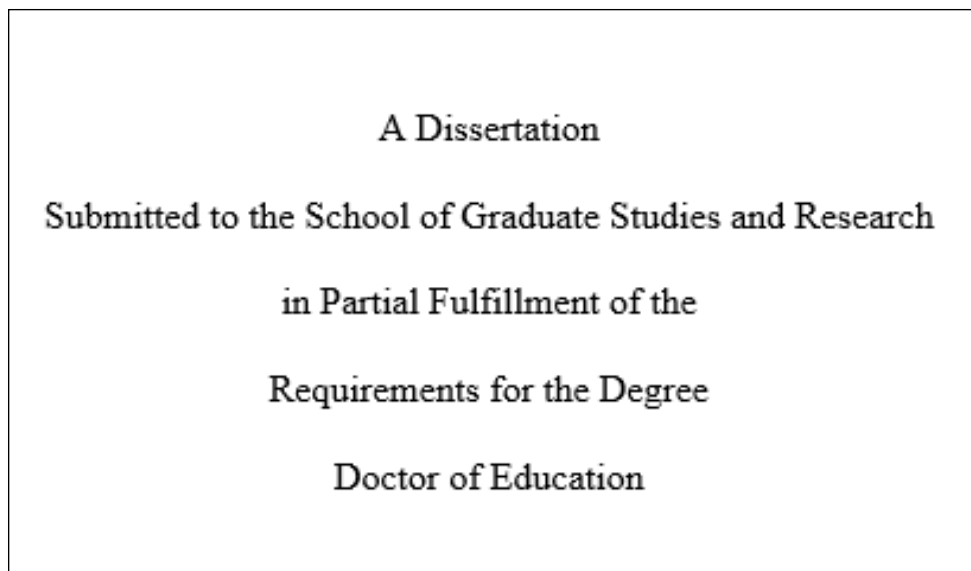 A Dissertation
Submitted to the School of Graduate Studies and Research
in Partial Fulfillment of the
Requirements for the Degree
Doctor of Education